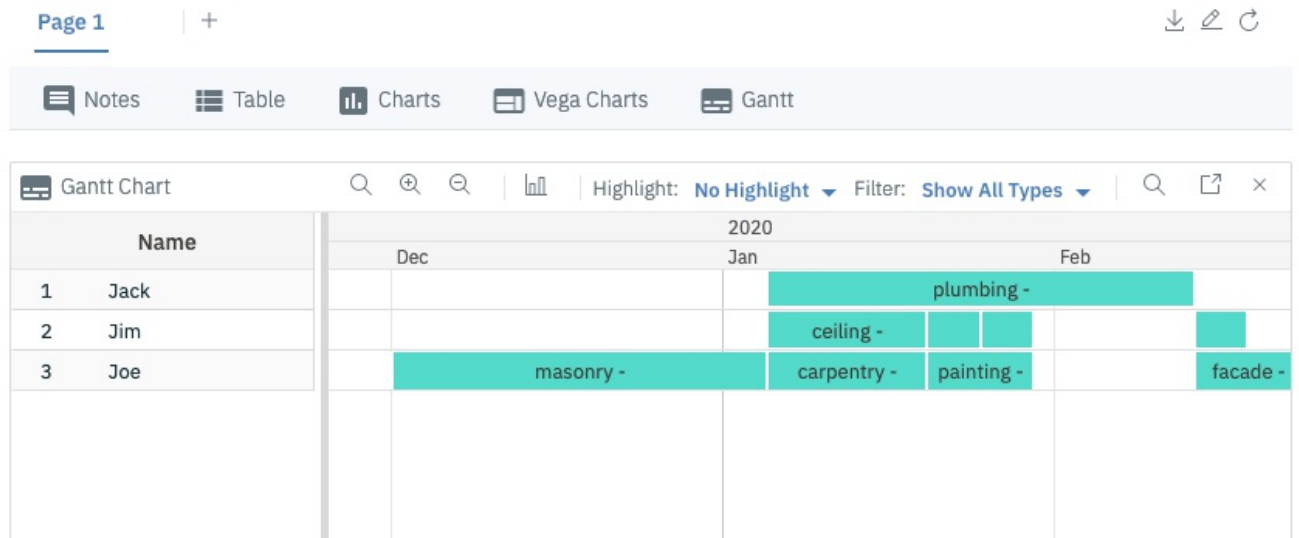 Page 1 +
Notes Table Charts Vega Charts Gantt
Gantt Chart Highlight: No Highlight Filter: Show All Types
Name
2020
Dec Jan Feb
1 Jack plumbing -
2 Jim ceiling -
3 Joe masonry - carpentry - painting - facade -